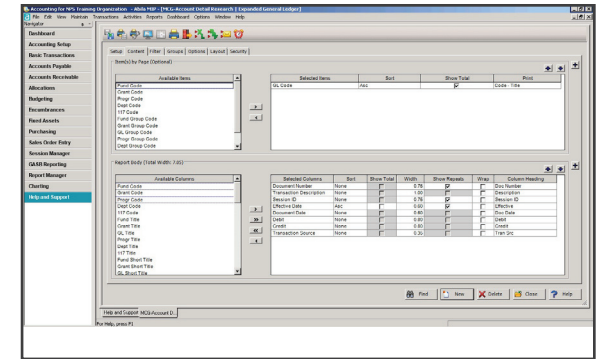 Accounting for NPS Training Organization - Abila MIP - [MCG-Account Detail Research | Expanded General Ledger]
File Edit View Maintain Transactions Activities Reports Dashboard Options Window Help
Navigator
Dashboard
Accounting Setup
Basic Transactions
Accounts Payable
Accounts Receivable
Allocations
Budgeting
Encumbrances
Fixed Assets
Purchasing
Sales Order Entry
Session Manager
GASB Reporting
Report Manager
Charting
Help and Support
Setup Content Filter Groups Options Layout Security
Item(s) by Page (Optional)
Available Items
Fund Code
Grant Code
Progr Code
Dept Code
117 Code
Fund Group Code
Grant Group Code
GL Group Code
Progr Group Code
Dept Group Code
Selected Items Sort Show Total Print
GL Code Asc Code - Title
Report Body (Total Width: 7.05)
Available Columns
Fund Code
Grant Code
Progr Code
Dept Code
117 Code
Fund Title
Grant Title
GL Title
Progr Title
Dept Title
117 Title
Fund Short Title
Grant Short Title
GL Short Title
Selected Columns Sort Show Total Width Show Repeats Wrap Column Heading
Document Number None 0.78 Doc Number
Transaction Description None 1.00 Description
Session ID None 0.78 Session ID
Effective Date Asc 0.60 Effective
Document Date None 0.60 Doc Date
Debit None 0.80 Debit
Credit None 0.80 Credit
Transaction Source None 0.35 Tran Src
Find New Delete Close Help
Help and Support MCG-Account D...
For Help, press F1